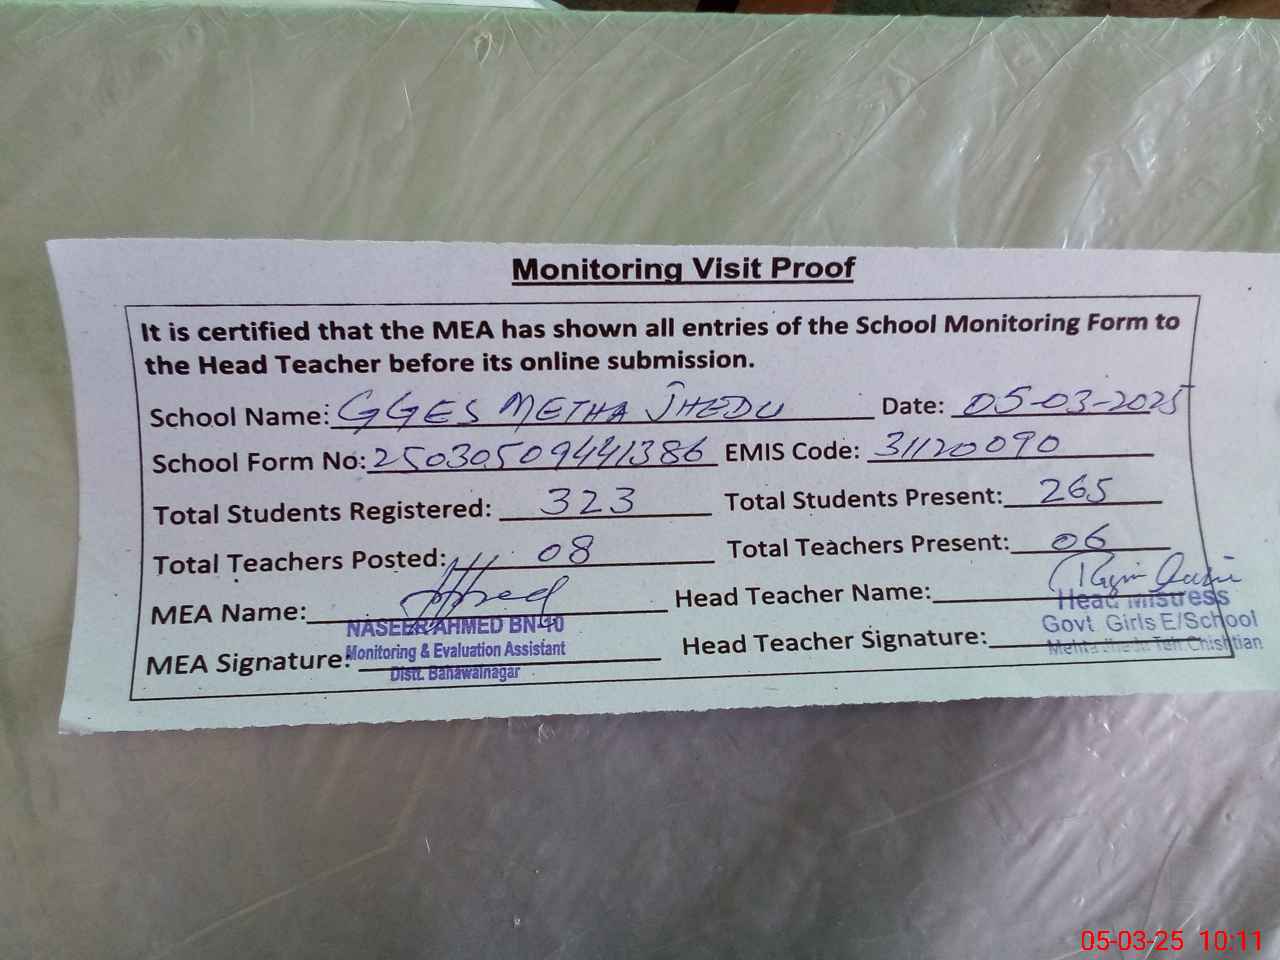 Monitoring Visit Proof
It is certified that the MEA has shown all entries of the School Monitoring Form to
the Head Teacher before its online submission.
School Name: GGES METHA JHEDU Date: 05-03-2025
School Form No: 25030509441386 EMIS Code: 31120090
Total Students Registered: 323 Total Students Present: 265
Total Teachers Posted: 08 Total Teachers Present: 06
MEA Name: Head Teacher Name:
Head Mistress
NASEER AHMED BN-40 Govt Girls E/School
MEA Signature: Monitoring & Evaluation Assistant Head Teacher Signature: Teh. Chishtian
Distt. Bahawalnagar
05-03-25 10:11